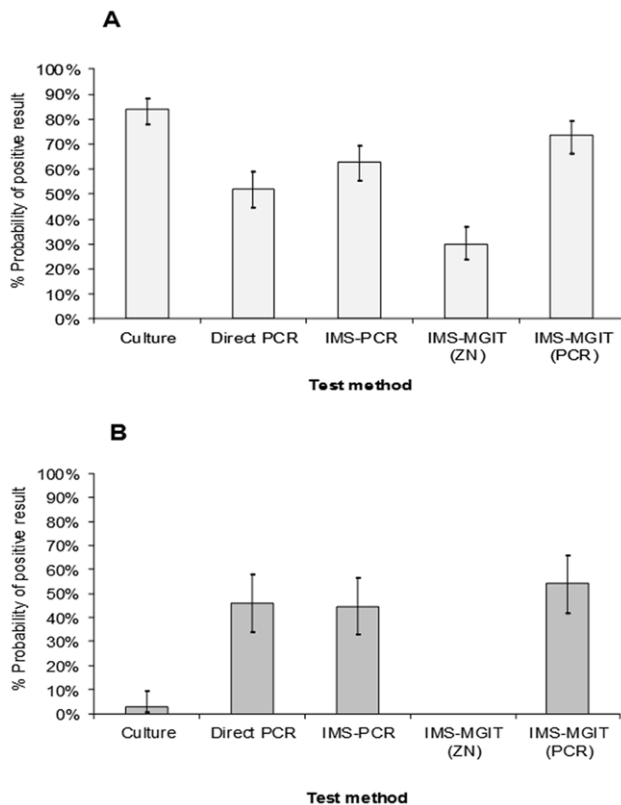 A
% Probability of positive result
100%
90%
80%
70%
60%
50%
40%
30%
20%
10%
0%
Culture
Direct PCR
IMS-PCR
IMS-MGIT
(ZN)
IMS-MGIT
(PCR)
Test method
B
% Probability of positive result
100%
90%
80%
70%
60%
50%
40%
30%
20%
10%
0%
Culture
Direct PCR
IMS-PCR
IMS-MGIT
(ZN)
IMS-MGIT
(PCR)
Test method